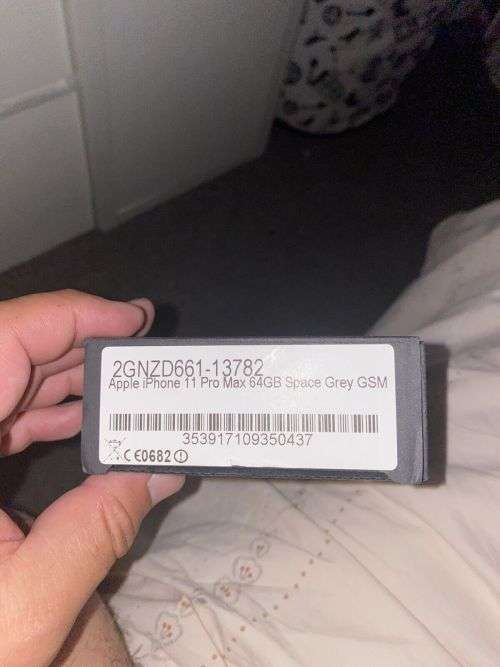 2GNZD661-13782
Apple iPhone 11 Pro Max 64GB Space Grey GSM
353917109350437
CE0682